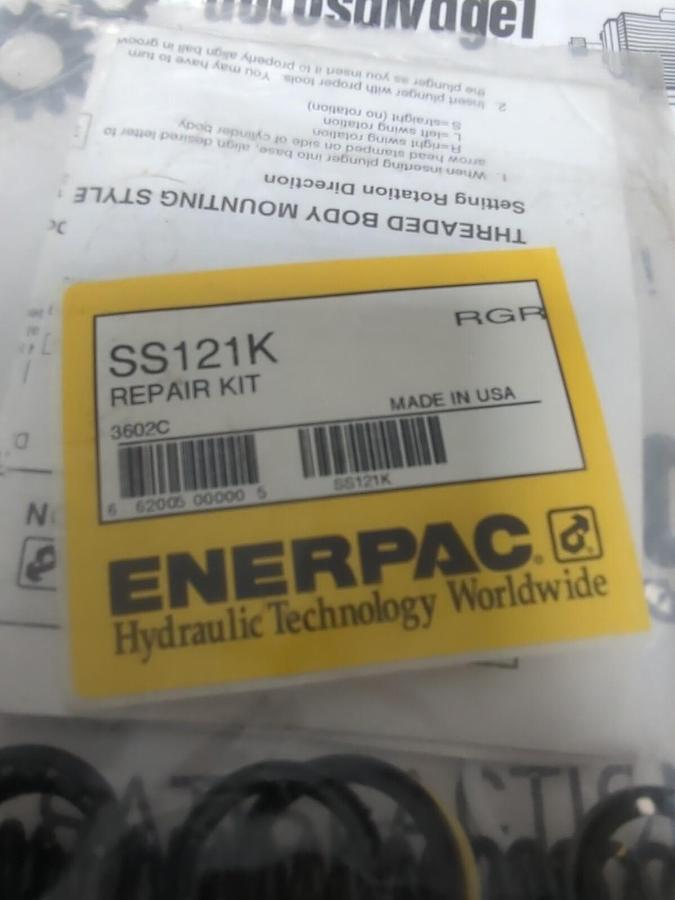 SS121K
RGR
REPAIR KIT
MADE IN USA
3602C
6 62005 00000 5
SS121K
ENERPAC®
Hydraulic Technology Worldwide
THREADED BODY MOUNTING STYLE
Setting Rotation Direction
1. When inserting plunger into base, align desired letter to
arrow head stamped on side of cylinder body
R=right swing rotation
L=left swing rotation
S=straight (no rotation)
2. Insert plunger with proper tools. You may have to turn
the plunger as you insert it to properly align ball in groov
N